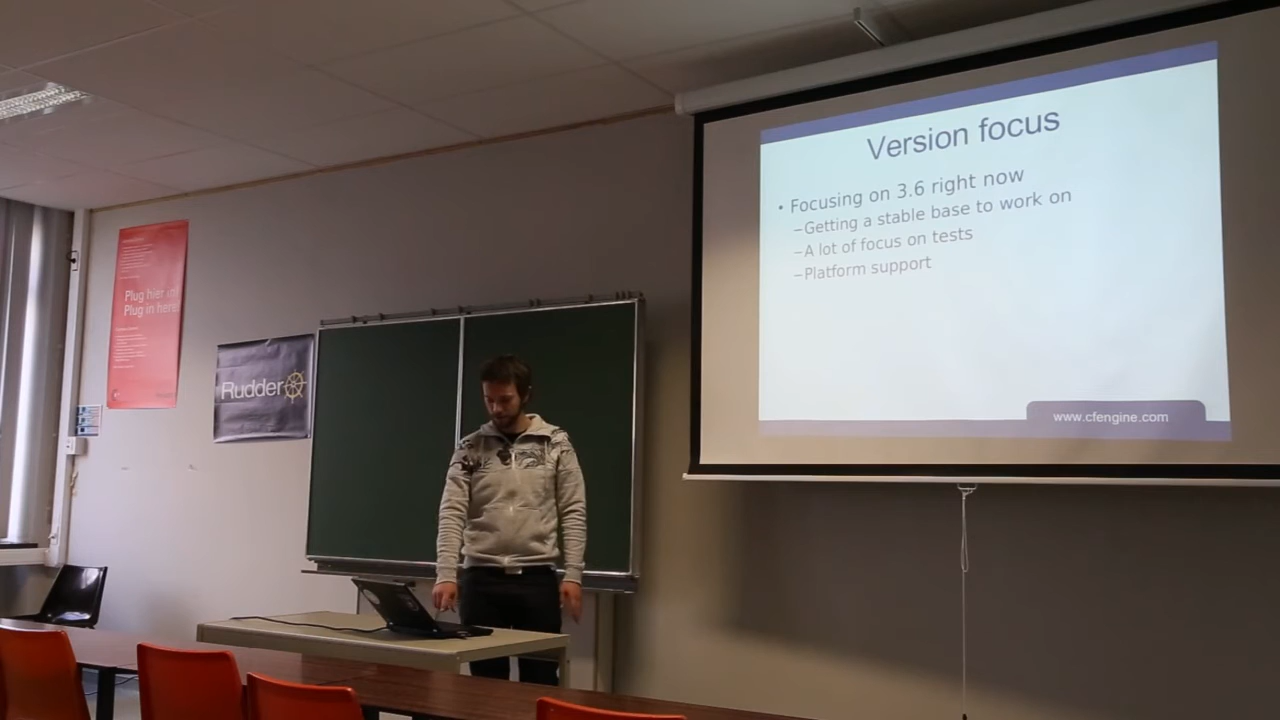 Version focus
• Focusing on 3.6 right now
–Getting a stable base to work on
–A lot of focus on tests
–Platform support
www.cfengine.com
Plug hier in!
Plug in here!
Rudder